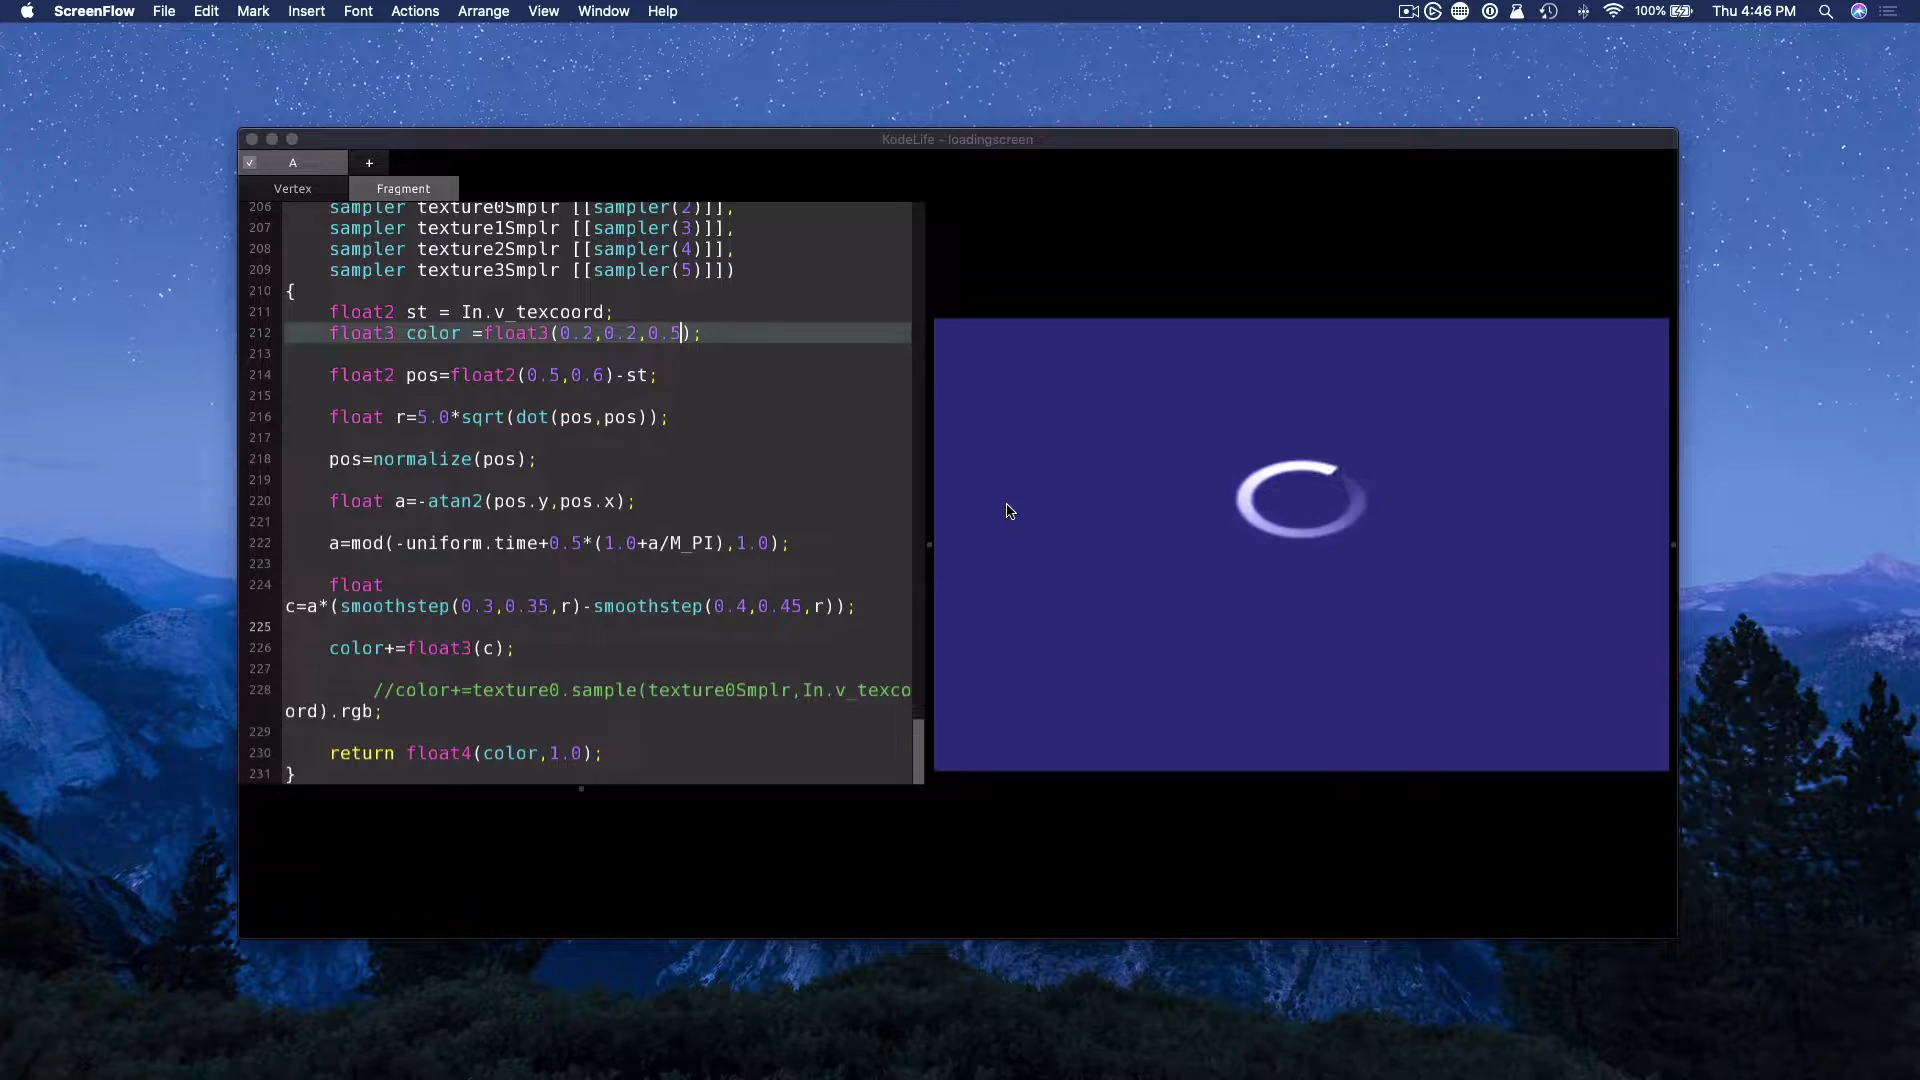 ScreenFlow File Edit Mark Insert Font Actions Arrange View Window Help 100% Thu 4:46 PM
KodeLife - loadingscreen
A +
Vertex Fragment
206 sampler texture0Smplr [[sampler(2)]],
207 sampler texture1Smplr [[sampler(3)]],
208 sampler texture2Smplr [[sampler(4)]],
209 sampler texture3Smplr [[sampler(5)]])
210 {
211 float2 st = In.v_texcoord;
212 float3 color =float3(0.2,0.2,0.5);
213
214 float2 pos=float2(0.5,0.6)-st;
215
216 float r=5.0*sqrt(dot(pos,pos));
217
218 pos=normalize(pos);
219
220 float a=-atan2(pos.y,pos.x);
221
222 a=mod(-uniform.time+0.5*(1.0+a/M_PI),1.0);
223
224 float
c=a*(smoothstep(0.3,0.35,r)-smoothstep(0.4,0.45,r));
225
226 color+=float3(c);
227
228 //color+=texture0.sample(texture0Smplr,In.v_texco
ord).rgb;
229
230 return float4(color,1.0);
231 }